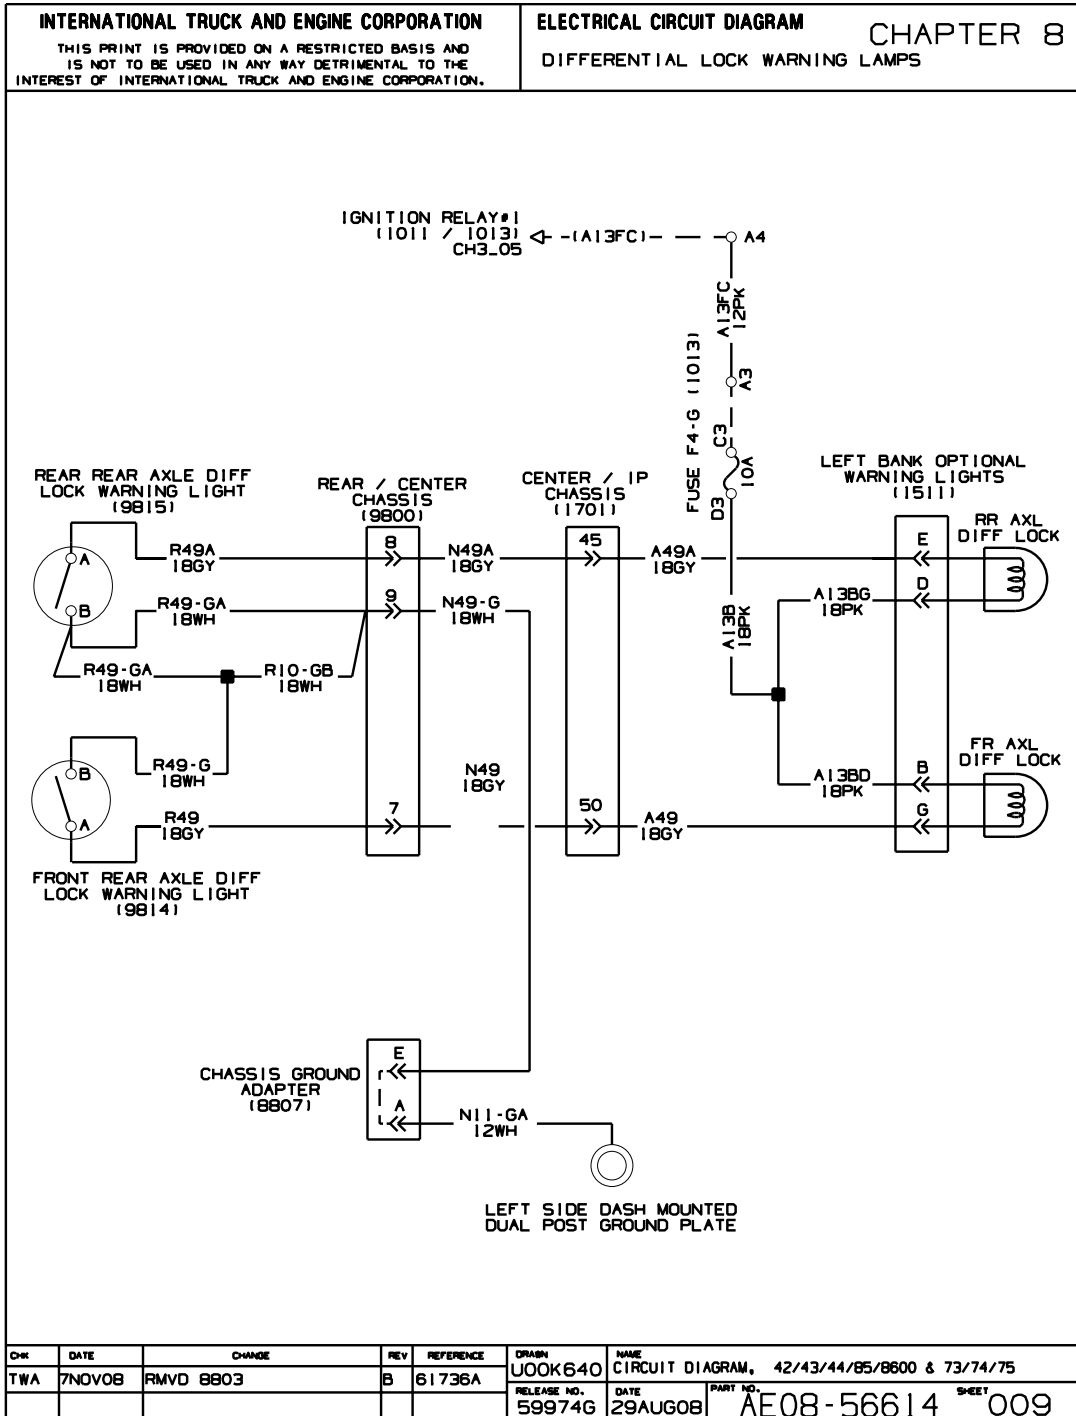 INTERNATIONAL TRUCK AND ENGINE CORPORATION
THIS PRINT IS PROVIDED ON A RESTRICTED BASIS AND
IS NOT TO BE USED IN ANY WAY DETRIMENTAL TO THE
INTEREST OF INTERNATIONAL TRUCK AND ENGINE CORPORATION.
ELECTRICAL CIRCUIT DIAGRAM
CHAPTER 8
DIFFERENTIAL LOCK WARNING LAMPS
IGNITION RELAY#1
(1011 / 1013)
CH3_05
(A13FC)
A4
A13FC
12PK
A3
FUSE F4-G (1013)
C3
10A
D3
A13B
18PK
REAR REAR AXLE DIFF
LOCK WARNING LIGHT
(9815)
REAR / CENTER
CHASSIS
(9800)
CENTER / IP
CHASSIS
(1701)
LEFT BANK OPTIONAL
WARNING LIGHTS
(1511)
RR AXL
DIFF LOCK
A
R49A
18GY
8
N49A
18GY
45
A49A
18GY
E
B
R49-GA
18WH
9
N49-G
18WH
A13BG
18PK
D
R49-GA
18WH
R10-GB
18WH
B
R49-G
18WH
N49
18GY
FR AXL
DIFF LOCK
A13BD
18PK
B
A
R49
18GY
7
50
A49
18GY
G
FRONT REAR AXLE DIFF
LOCK WARNING LIGHT
(9814)
CHASSIS GROUND
ADAPTER
(8807)
E
A
N11-GA
12WH
LEFT SIDE DASH MOUNTED
DUAL POST GROUND PLATE
CHK DATE CHANGE REV REFERENCE
TWA 7NOV08 RMVD 8803 B 61736A
DRAWN
U00K640
NAME
CIRCUIT DIAGRAM, 42/43/44/85/8600 & 73/74/75
RELEASE NO.
59974G
DATE
29AUG08
PART NO.
AE08-56614
SHEET
009